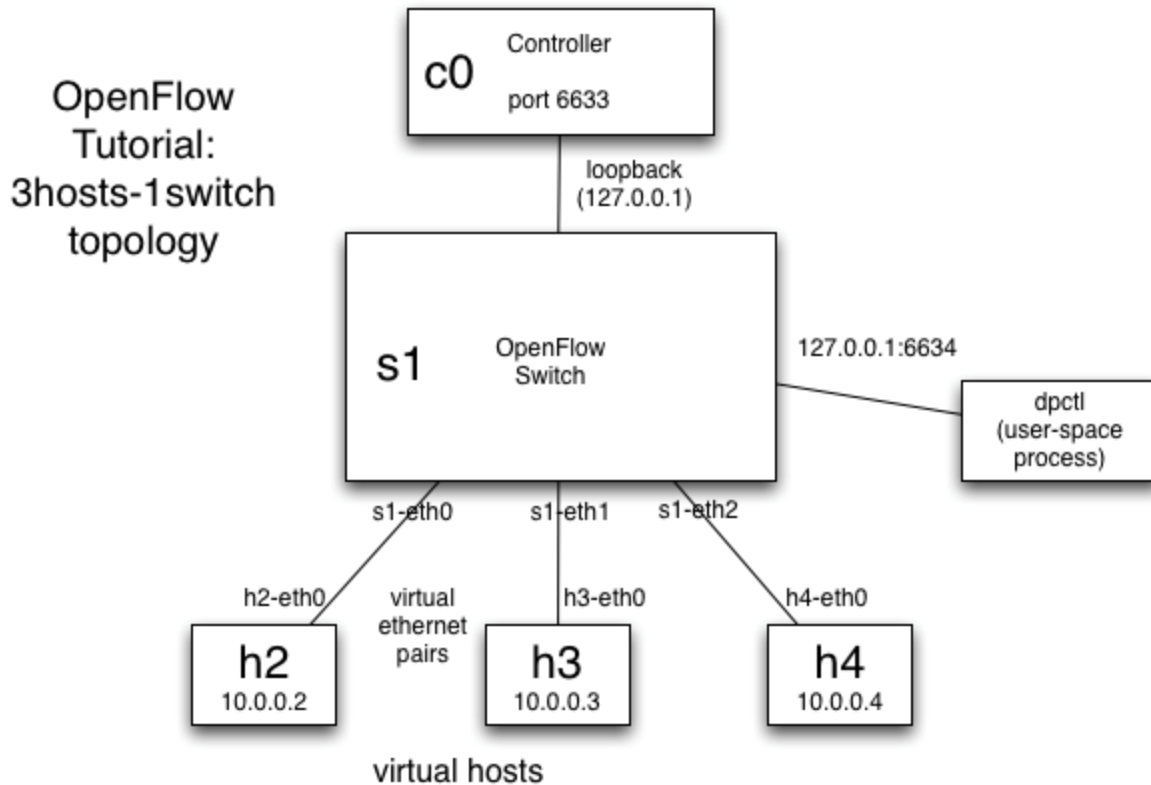 OpenFlow
Tutorial:
3hosts-1switch
topology
c0
Controller
port 6633
loopback
(127.0.0.1)
s1
OpenFlow
Switch
127.0.0.1:6634
dpctl
(user-space
process)
s1-eth0
s1-eth1
s1-eth2
h2-eth0
virtual
ethernet
pairs
h3-eth0
h4-eth0
h2
10.0.0.2
h3
10.0.0.3
h4
10.0.0.4
virtual hosts